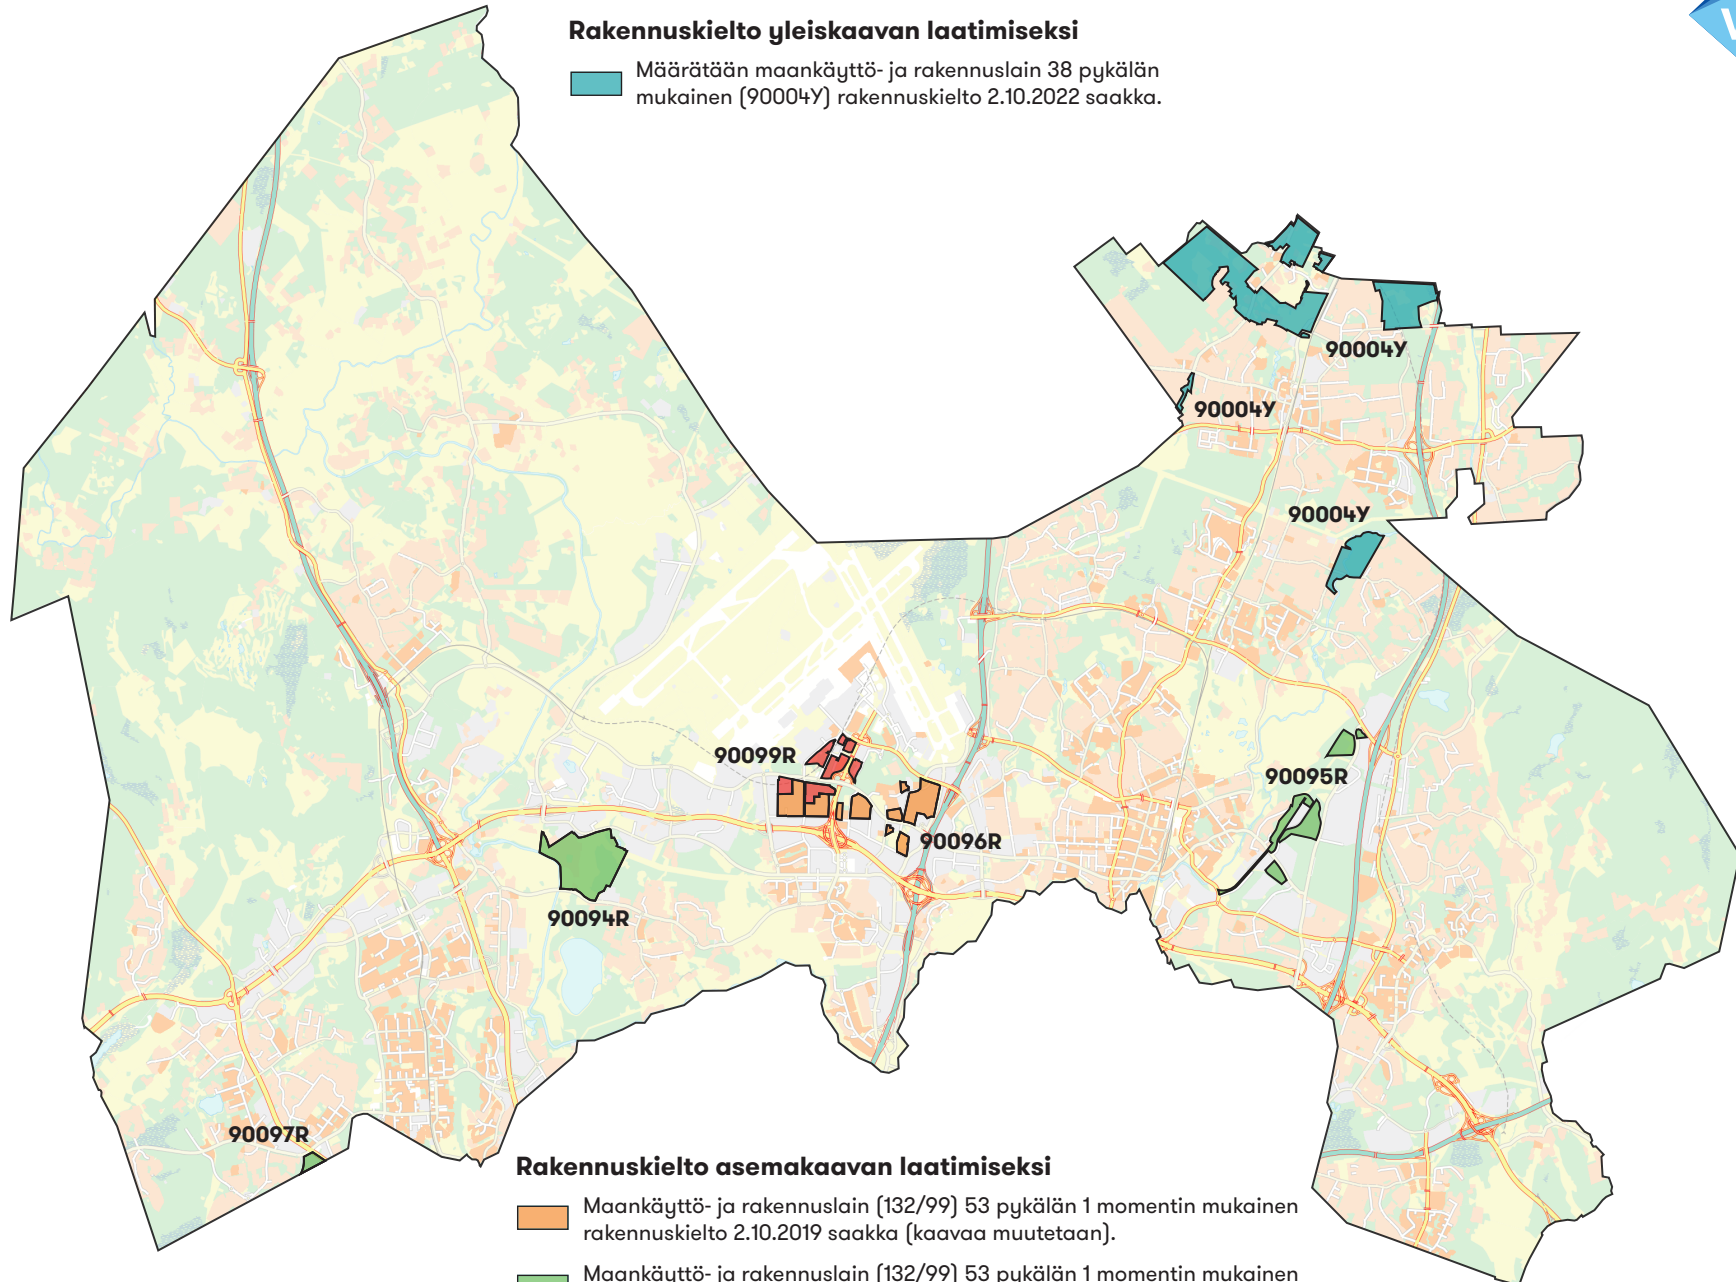 Rakennuskielto yleiskaavan laatimiseksi
Määrätään maankäyttö- ja rakennuslain 38 pykälän
mukainen (90004Y) rakennuskielto 2.10.2022 saakka.
90004Y
90004Y
90004Y
90099R
90095R
90096R
90094R
90097R
Rakennuskielto asemakaavan laatimiseksi
Maankäyttö- ja rakennuslain (132/99) 53 pykälän 1 momentin mukainen
rakennuskielto 2.10.2019 saakka (kaavaa muutetaan).
Maankäyttö- ja rakennuslain (132/99) 53 pykälän 1 momentin mukainen